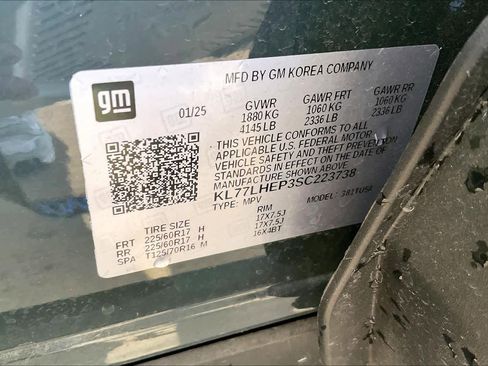 gm
MFD BY GM KOREA COMPANY
01/25 GVWR GAWR FRT GAWR RR
1880 KG 1060 KG 1060 KG
4145 LB 2336 LB 2336 LB
THIS VEHICLE CONFORMS TO ALL
APPLICABLE U.S. FEDERAL MOTOR
VEHICLE SAFETY AND THEFT PREVENTION
STANDARDS IN EFFECT ON THE DATE OF
MANUFACTURE SHOWN ABOVE.
KL77LHEP3SC223738
TYPE: MPV MODEL: 381TUSR
TIRE SIZE RIM
FRT 225/60R17 H 17X7.5J
RR 225/60R17 H 17X7.5J
SPA T125/70R16 M 16X4BT